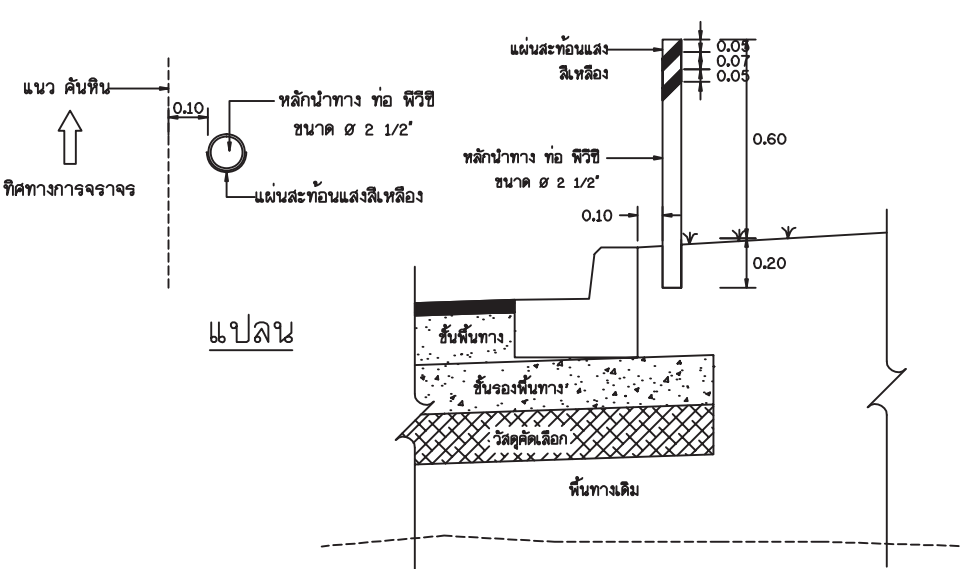 แนว คันหิน
0.10
หลักนำทาง ท่อ พีวีซี
ขนาด Ø 2 1/2"
ทิศทางการจราจร
แผ่นสะท้อนแสงสีเหลือง
แปลน
แผ่นสะท้อนแสง
สีเหลือง
0.05
0.07
0.05
0.60
หลักนำทาง ท่อ พีวีซี
ขนาด Ø 2 1/2"
0.10
0.20
ชั้นพื้นทาง
ชั้นรองพื้นทาง
วัสดุคัดเลือก
พื้นทางเดิม